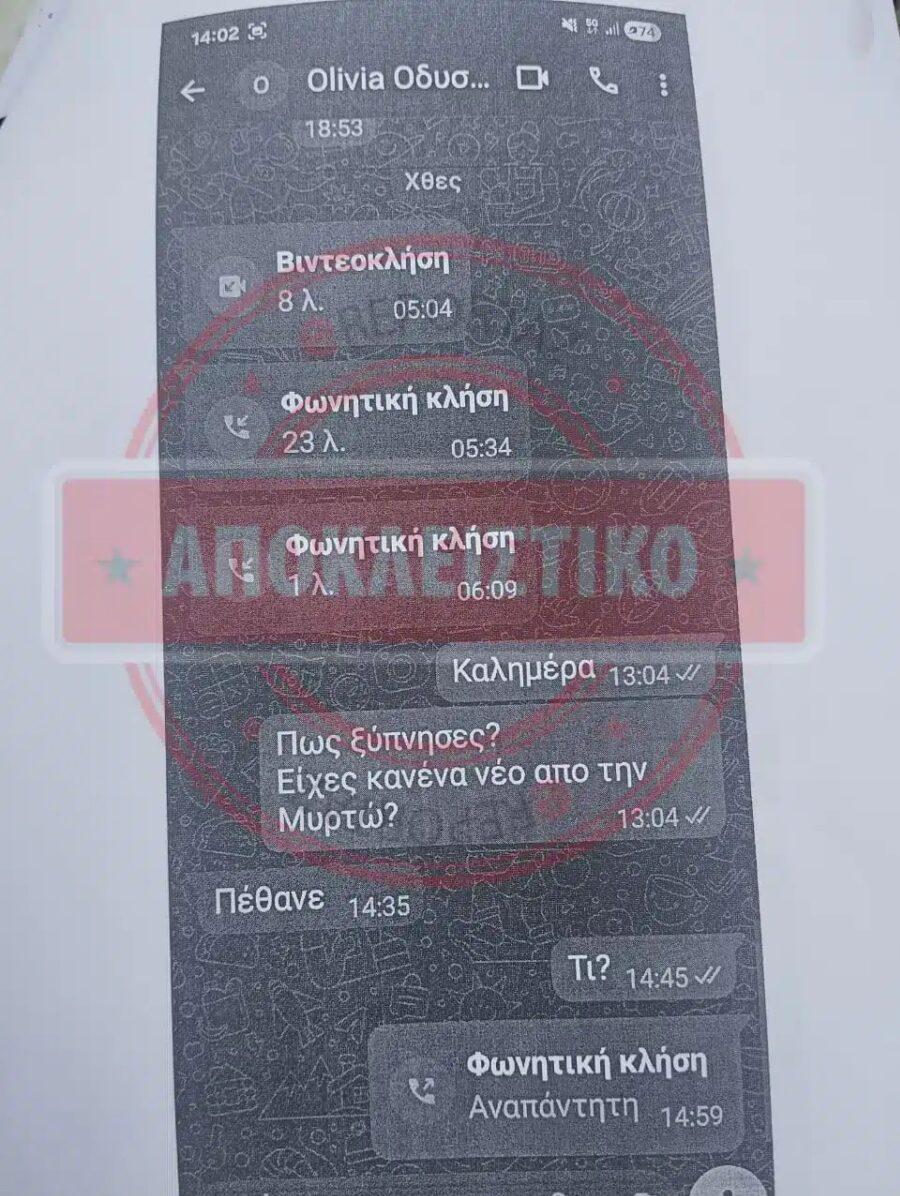 14:02
5G 74
O Olivia Οδυσ...
18:53
Χθες
Βιντεοκλήση
8 λ. 05:04
Φωνητική κλήση
23 λ. 05:34
ΑΠΟΚΛΕΙΣΤΙΚΟ
Φωνητική κλήση
1 λ. 06:09
Καλημέρα 13:04
Πως ξύπνησες?
Είχες κανένα νέο απο την
Μυρτώ? 13:04
Πέθανε 14:35
Τι? 14:45
Φωνητική κλήση
Αναπάντητη 14:59